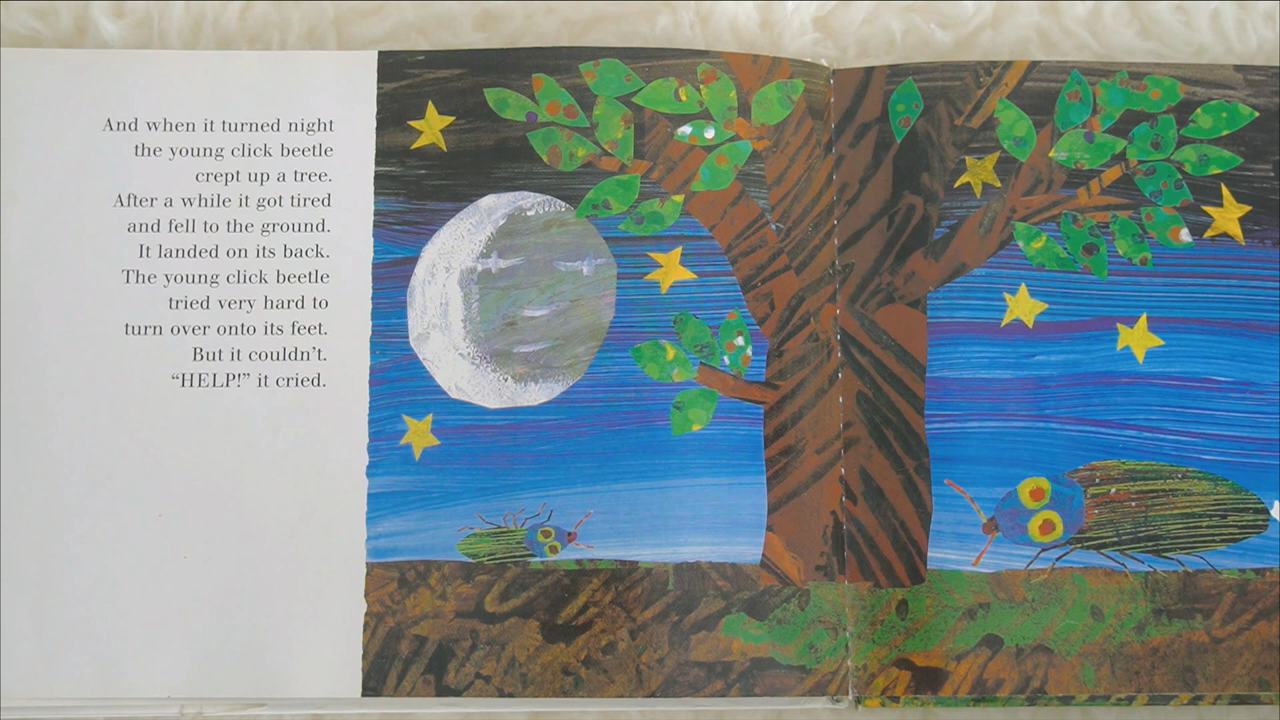 And when it turned night
the young click beetle
crept up a tree.
After a while it got tired
and fell to the ground.
It landed on its back.
The young click beetle
tried very hard to
turn over onto its feet.
But it couldn't.
“HELP!” it cried.